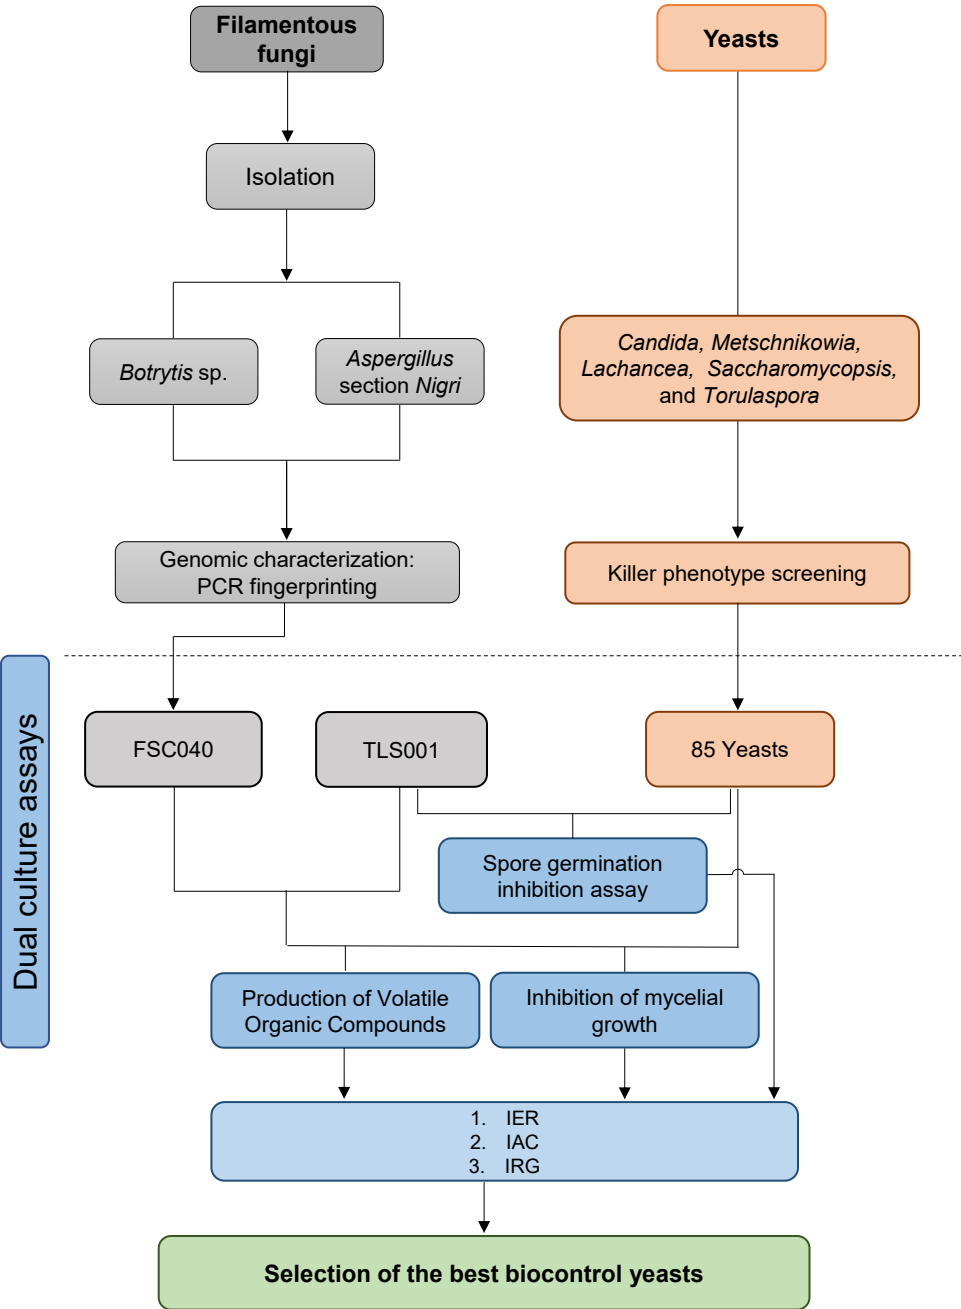 Filamentous
fungi
Yeasts
Isolation
Botrytis sp.
Aspergillus
section Nigri
Candida, Metschnikowia,
Lachancea, Saccharomycopsis,
and Torulaspora
Genomic characterization:
PCR fingerprinting
Killer phenotype screening
Dual culture assays
FSC040
TLS001
85 Yeasts
Spore germination
inhibition assay
Production of Volatile
Organic Compounds
Inhibition of mycelial
growth
1. IER
2. IAC
3. IRG
Selection of the best biocontrol yeasts